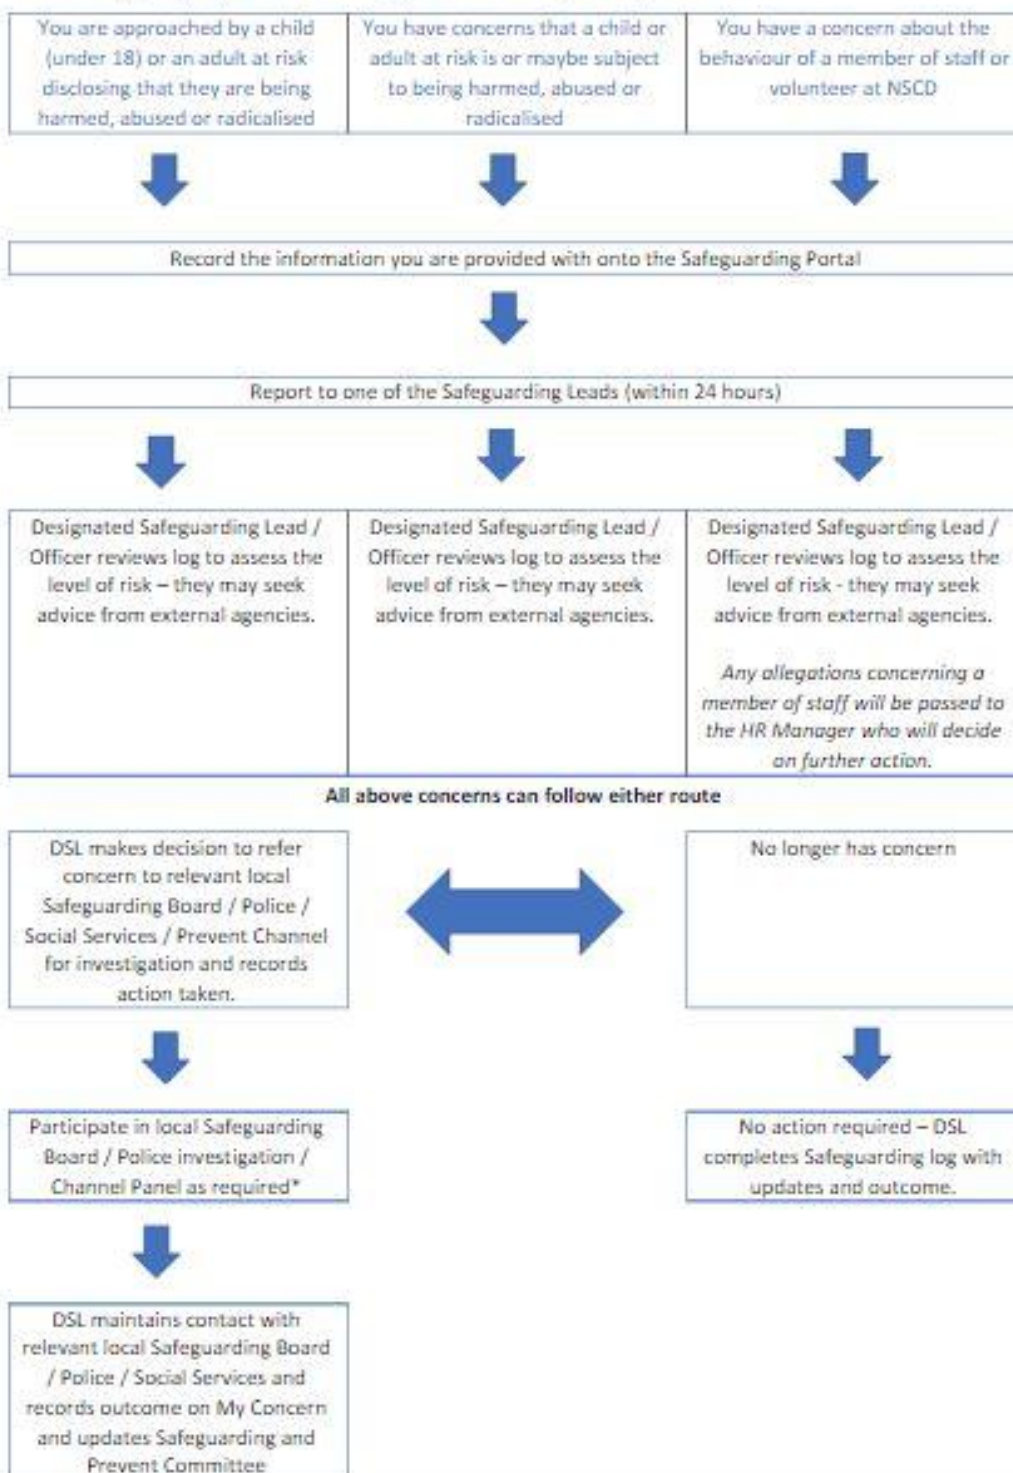 You are approached by a child
(under 18) or an adult at risk
disclosing that they are being
harmed, abused or radicalised
You have concerns that a child or
adult at risk is or maybe subject
to being harmed, abused or
radicalised
You have a concern about the
behaviour of a member of staff or
volunteer at NSCD
Record the information you are provided with onto the Safeguarding Portal
Report to one of the Safeguarding Leads (within 24 hours)
Designated Safeguarding Lead /
Officer reviews log to assess the
level of risk – they may seek
advice from external agencies.
Designated Safeguarding Lead /
Officer reviews log to assess the
level of risk – they may seek
advice from external agencies.
Designated Safeguarding Lead /
Officer reviews log to assess the
level of risk - they may seek
advice from external agencies.
Any allegations concerning a
member of staff will be passed to
the HR Manager who will decide
on further action.
All above concerns can follow either route
DSL makes decision to refer
concern to relevant local
Safeguarding Board / Police /
Social Services / Prevent Channel
for investigation and records
action taken.
No longer has concern
Participate in local Safeguarding
Board / Police investigation /
Channel Panel as required*
No action required – DSL
completes Safeguarding log with
updates and outcome.
DSL maintains contact with
relevant local Safeguarding Board
/ Police / Social Services and
records outcome on My Concern
and updates Safeguarding and
Prevent Committee